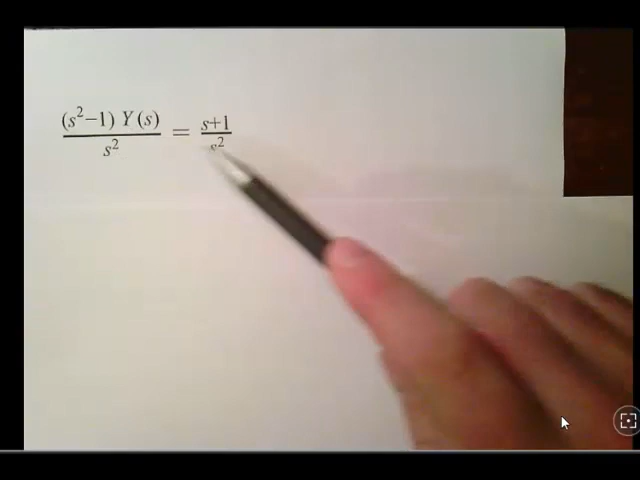 (s²−1) Y(s) / s² = s+1 / s²